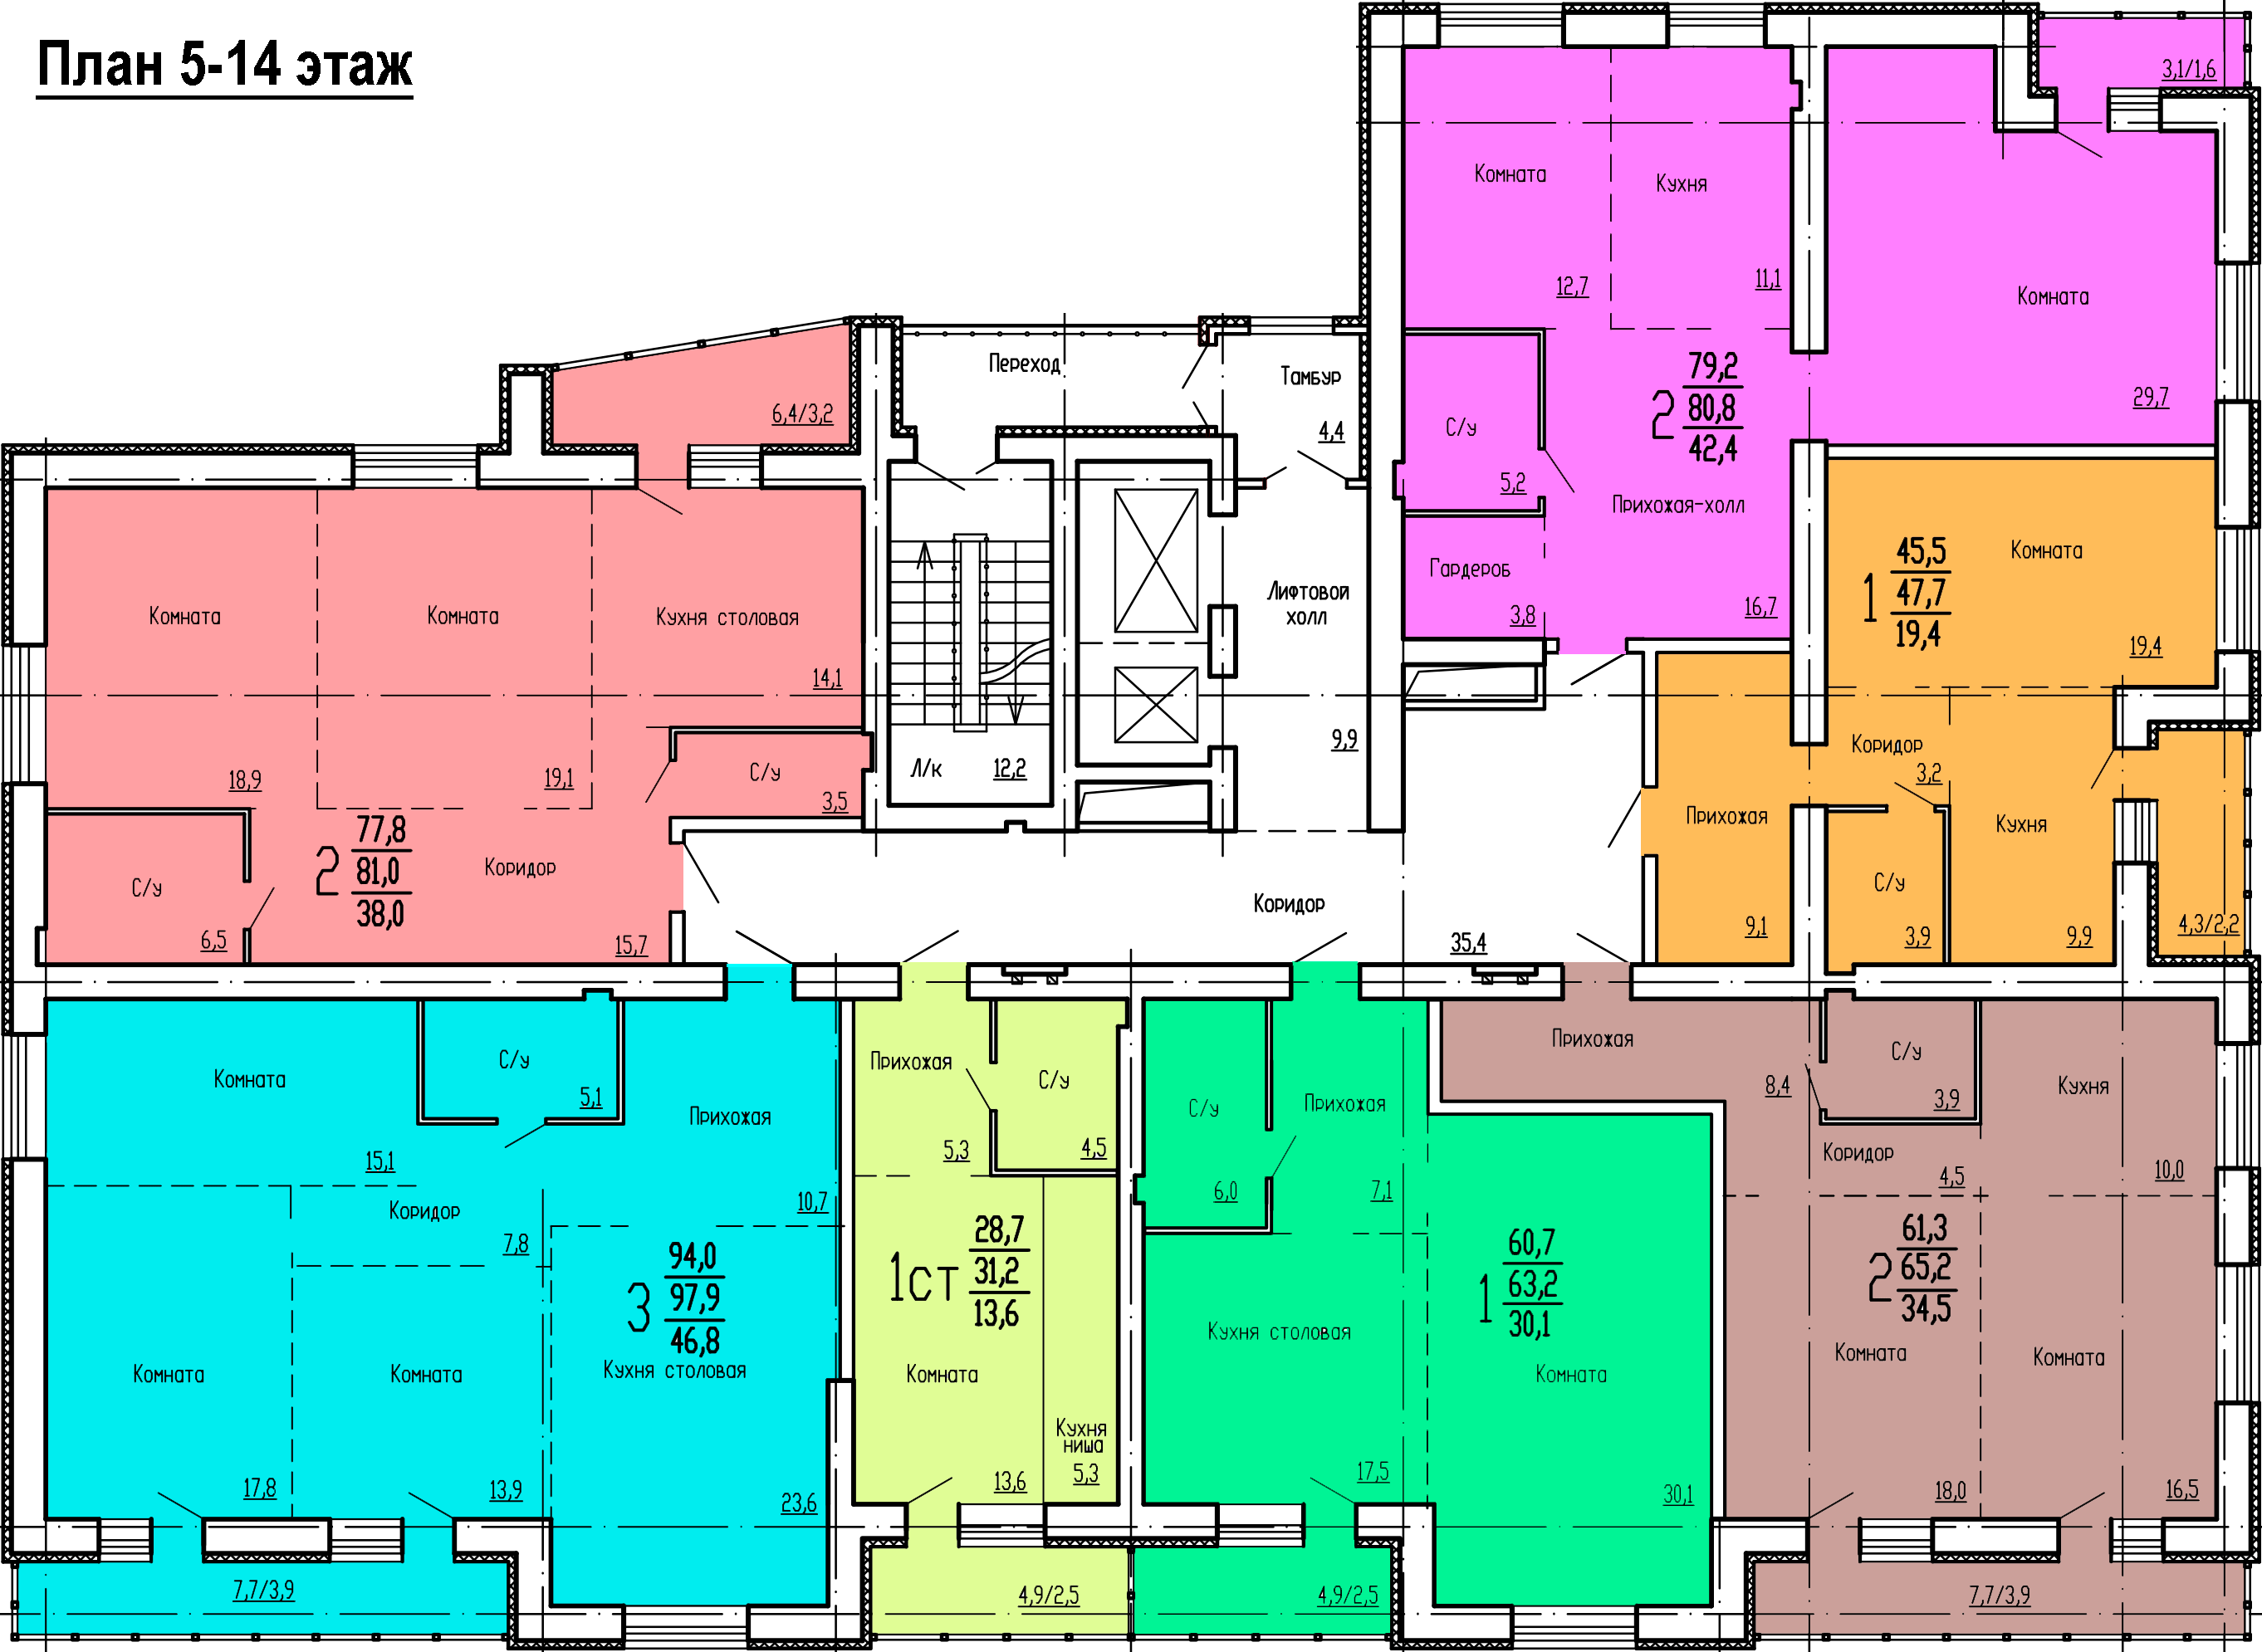 План 5-14 этаж
3,1/1,6
Комната
12,7
Кухня
11,1
Комната
29,7
С/у
5,2
2
79,2
80,8
42,4
Прихожая-холл
16,7
Гардероб
3,8
Переход
Тамбур
4,4
6,4/3,2
Комната
18,9
Комната
19,1
Кухня столовая
14,1
С/у
3,5
С/у
6,5
2
77,8
81,0
38,0
Коридор
15,7
Л/к
12,2
Лифтовой
холл
9,9
Коридор
35,4
1
45,5
47,7
19,4
Комната
19,4
Коридор
3,2
Прихожая
9,1
С/у
3,9
Кухня
9,9
4,3/2,2
Комната
15,1
С/у
5,1
Прихожая
10,7
Коридор
7,8
3
94,0
97,9
46,8
Комната
17,8
Комната
13,9
Кухня столовая
23,6
7,7/3,9
Прихожая
5,3
С/у
4,5
1ст
28,7
31,2
13,6
Комната
13,6
Кухня
ниша
5,3
4,9/2,5
С/у
6,0
Прихожая
7,1
1
60,7
63,2
30,1
Кухня столовая
17,5
Комната
30,1
4,9/2,5
Прихожая
8,4
С/у
3,9
Кухня
10,0
Коридор
4,5
2
61,3
65,2
34,5
Комната
18,0
Комната
16,5
7,7/3,9